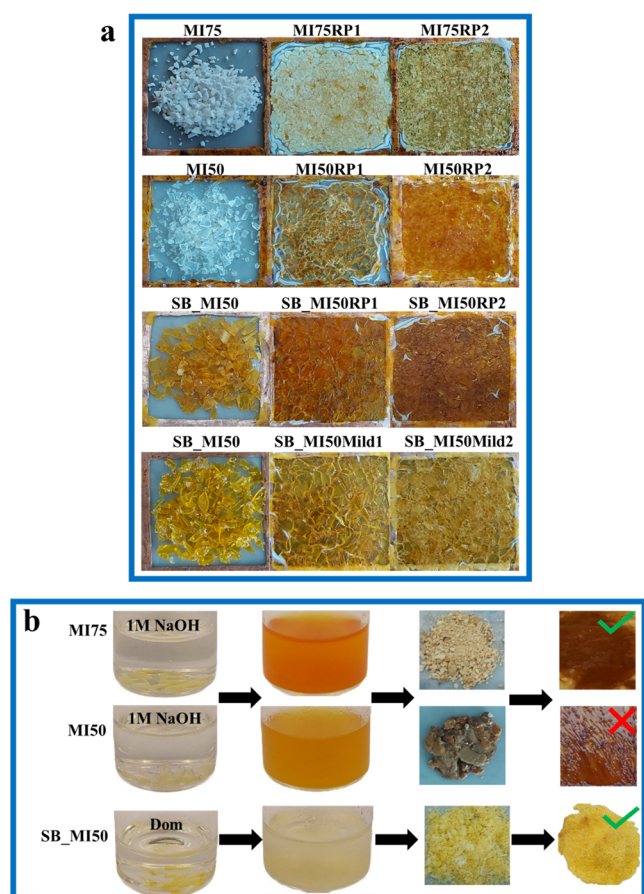 a
MI75 MI75RP1 MI75RP2
MI50 MI50RP1 MI50RP2
SB_MI50 SB_MI50RP1 SB_MI50RP2
SB_MI50 SB_MI50Mild1 SB_MI50Mild2
b
MI75 1M NaOH
MI50 1M NaOH
SB_MI50 Dom